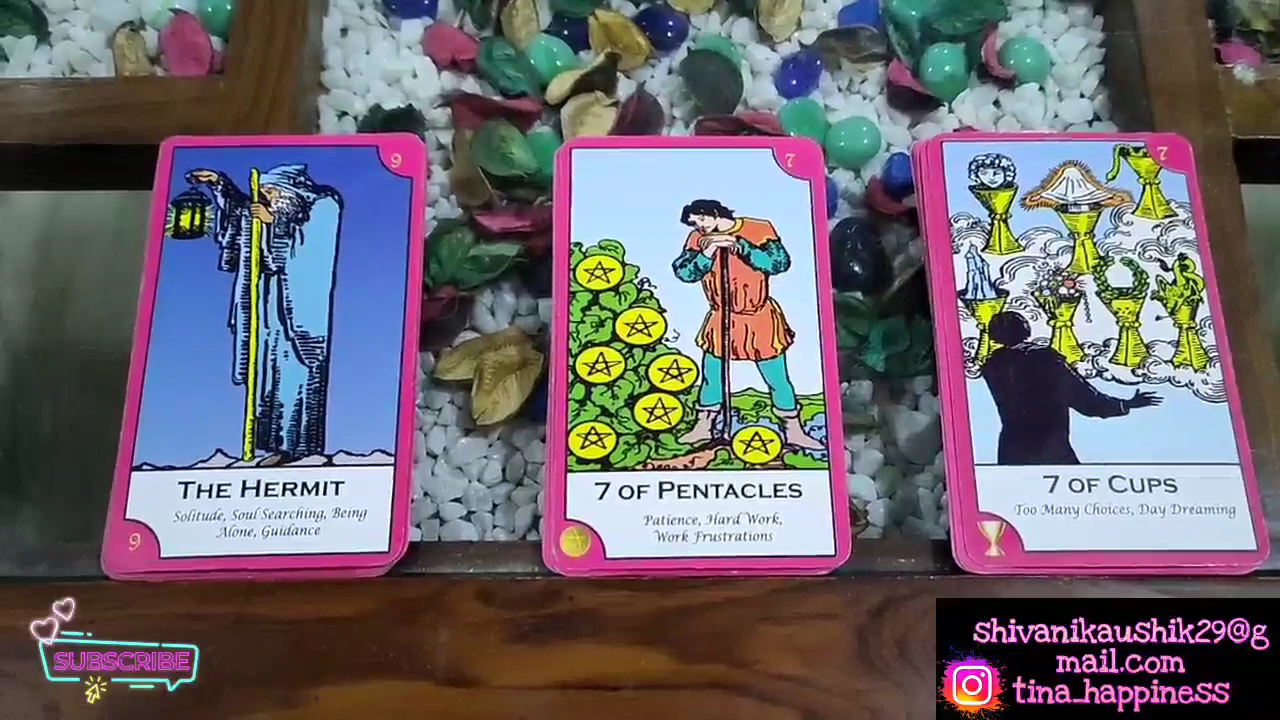 9
THE HERMIT
Solitude, Soul Searching, Being
Alone, Guidance
9
7
7 OF PENTACLES
Patience, Hard Work,
Work Frustrations
7
7 OF CUPS
Too Many Choices, Day Dreaming
SUBSCRIBE
shivanikaushik29@g
mail.com
tina_happiness